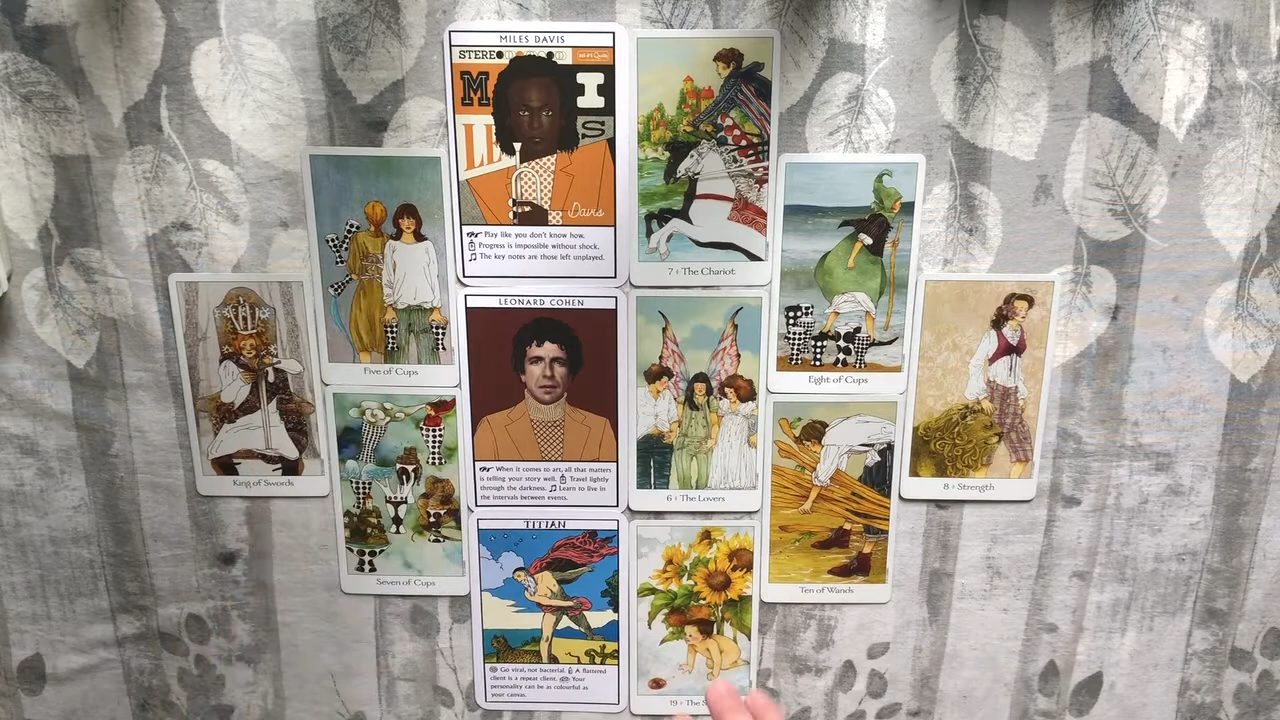 MILES DAVIS
STEREO
M I
LE S
Davis
Play like you don't know how.
Progress is impossible without shock.
The key notes are those left unplayed.
7 The Chariot
Five of Cups
Eight of Cups
LEONARD COHEN
When it comes to art, all that matters
is telling your story well. Travel lightly
through the darkness. Learn to live in
the intervals between events.
King of Swords
6 The Lovers
8 Strength
Seven of Cups
Ten of Wands
TITIAN
Go viral, not bacterial. A flattered
client is a repeat client. Your
personality can be as colourful as
your canvas.
19 The